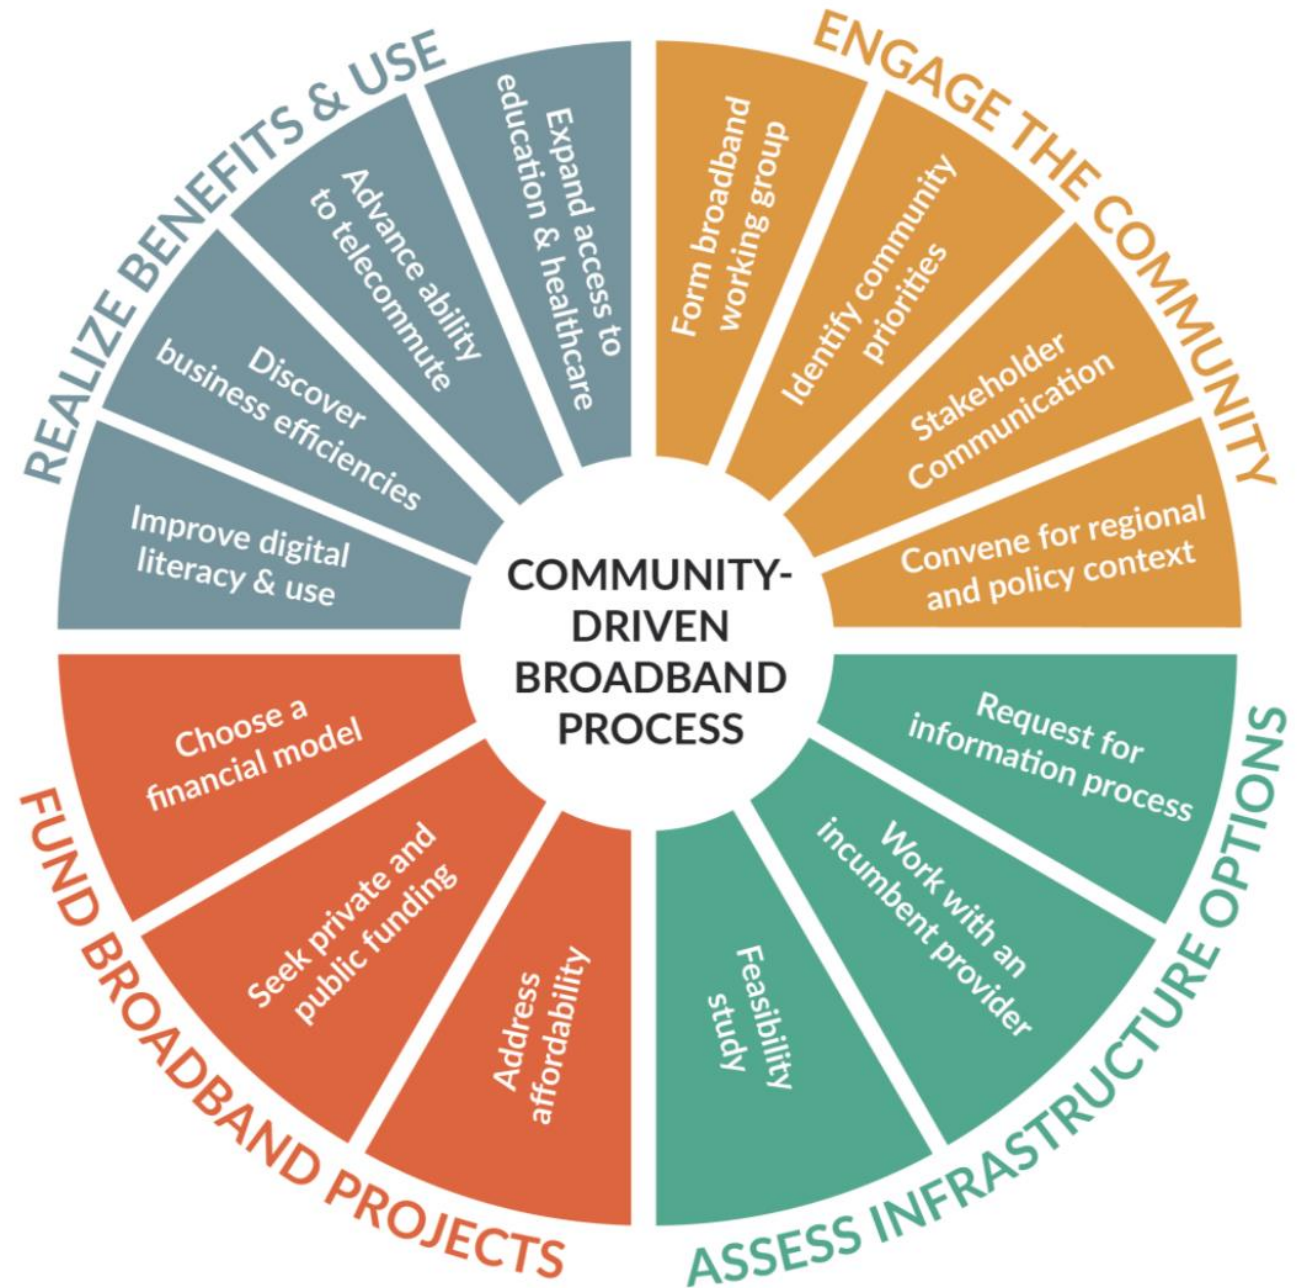 COMMUNITY-
DRIVEN
BROADBAND
PROCESS
ENGAGE THE COMMUNITY
Form broadband
working group
Identify community
priorities
Stakeholder
Communication
Convene for regional
and policy context
ASSESS INFRASTRUCTURE OPTIONS
Request for
information process
Work with an
incumbent provider
Feasibility
study
FUND BROADBAND PROJECTS
Address
affordability
Seek private and
public funding
Choose a
financial model
REALIZE BENEFITS & USE
Improve digital
literacy & use
Discover
business efficiencies
Advance ability
to telecommute
Expand access to
education & healthcare